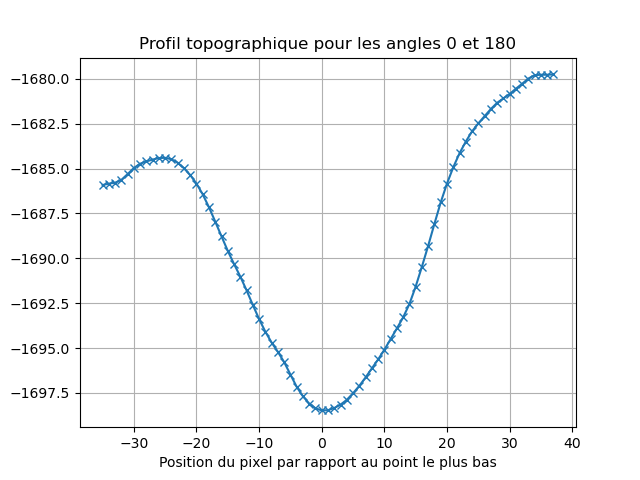 Profil topographique pour les angles 0 et 180
−1680.0
−1682.5
−1685.0
−1687.5
−1690.0
−1692.5
−1695.0
−1697.5
−30 −20 −10 0 10 20 30 40
Position du pixel par rapport au point le plus bas